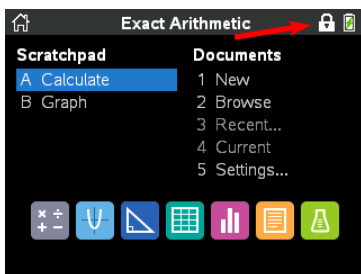 Exact Arithmetic
Scratchpad
A Calculate
B Graph
Documents
1 New
2 Browse
3 Recent...
4 Current
5 Settings...